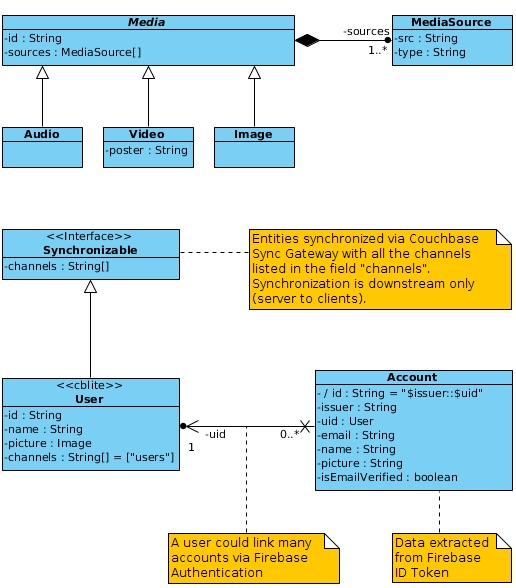 Media
-id : String
-sources : MediaSource[]
-sources
1..*
MediaSource
-src : String
-type : String
Audio
Video
-poster : String
Image
<<Interface>>
Synchronizable
-channels : String[]
Entities synchronized via Couchbase
Sync Gateway with all the channels
listed in the field "channels".
Synchronization is downstream only
(server to clients).
<<cblite>>
User
-id : String
-name : String
-picture : Image
-channels : String[] = ["users"]
1
-uid
0..*
Account
- / id : String = "$issuer::$uid"
-issuer : String
-uid : User
-email : String
-name : String
-picture : String
-isEmailVerified : boolean
A user could link many
accounts via Firebase
Authentication
Data extracted
from Firebase
ID Token